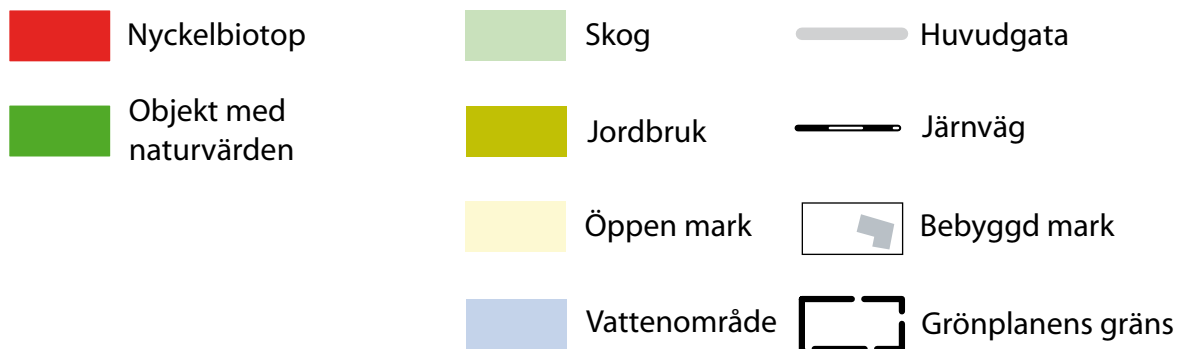 Nyckelbiotop
Objekt med
naturvärden
Skog
Jordbruk
Öppen mark
Vattenområde
Huvudgata
Järnväg
Bebyggd mark
Grönplanens gräns